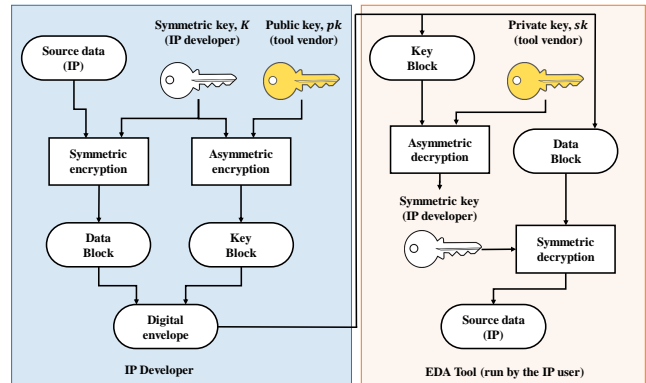 Symmetric key, K
(IP developer)
Public key, pk
(tool vendor)
Source data
(IP)
Symmetric
encryption
Asymmetric
encryption
Data
Block
Key
Block
Digital
envelope
IP Developer
Key
Block
Private key, sk
(tool vendor)
Asymmetric
decryption
Data
Block
Symmetric key
(IP developer)
Symmetric
decryption
Source data
(IP)
EDA Tool (run by the IP user)